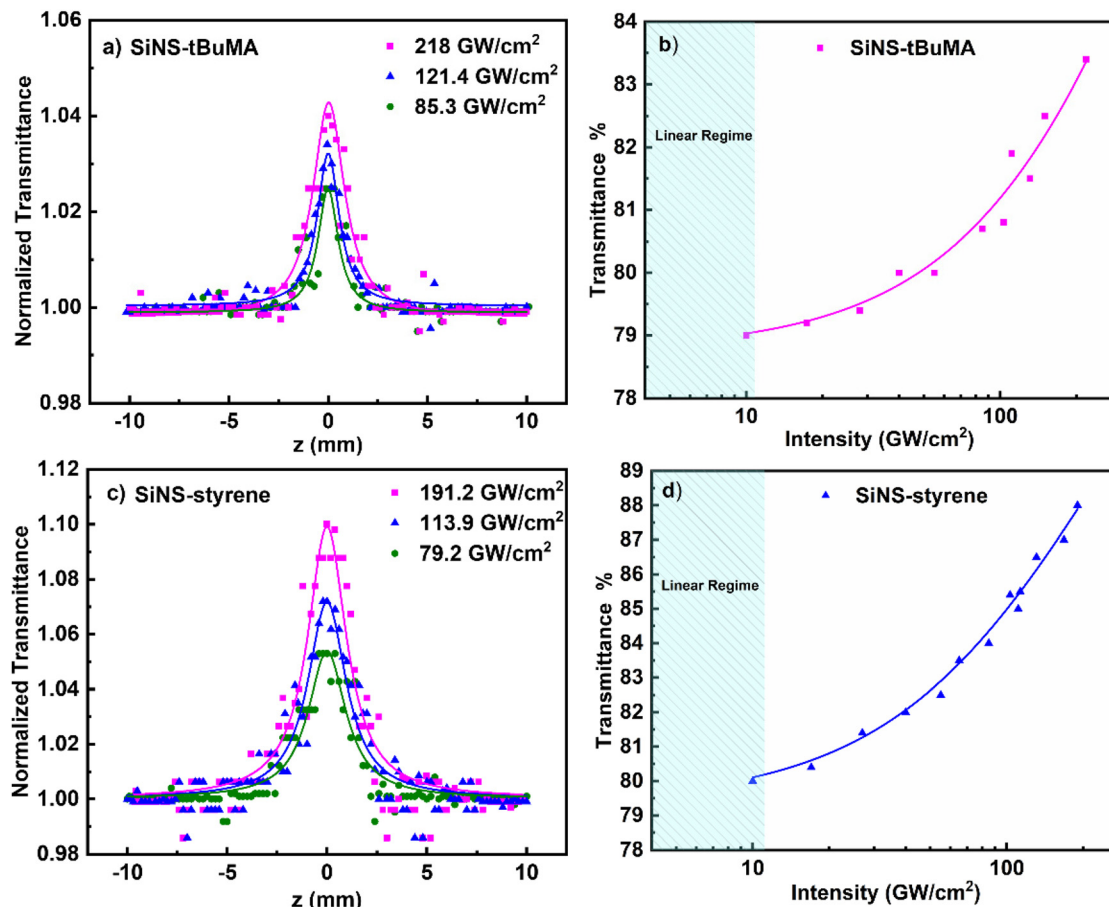 a) SiNS-tBuMA
218 GW/cm²
121.4 GW/cm²
85.3 GW/cm²
Normalized Transmittance
1.06
1.04
1.02
1.00
0.98
-10 -5 0 5 10
z (mm)
b) SiNS-tBuMA
Linear Regime
Transmittance %
84
83
82
81
80
79
78
10 100
Intensity (GW/cm²)
c) SiNS-styrene
191.2 GW/cm²
113.9 GW/cm²
79.2 GW/cm²
Normalized Transmittance
1.12
1.10
1.08
1.06
1.04
1.02
1.00
0.98
-10 -5 0 5 10
z (mm)
d) SiNS-styrene
Linear Regime
Transmittance %
89
88
87
86
85
84
83
82
81
80
79
78
10 100
Intensity (GW/cm²)